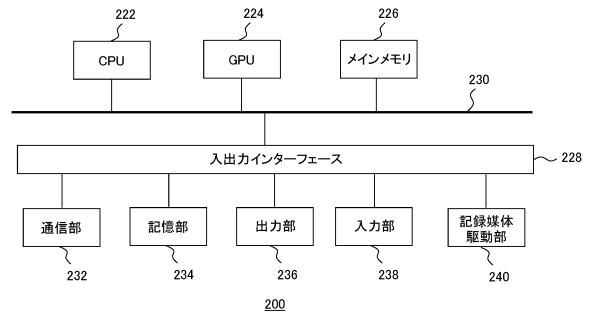 222
224
226
CPU
GPU
メインメモリ
230
入出力インターフェース
228
通信部
記憶部
出力部
入力部
記録媒体
駆動部
232
234
236
238
240
200